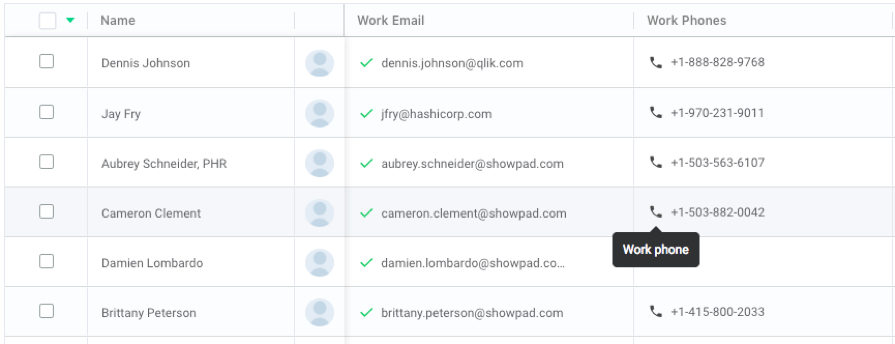 Name Work Email Work Phones
Dennis Johnson dennis.johnson@qlik.com +1-888-828-9768
Jay Fry jfry@hashicorp.com +1-970-231-9011
Aubrey Schneider, PHR aubrey.schneider@showpad.com +1-503-563-6107
Cameron Clement cameron.clement@showpad.com +1-503-882-0042
Work phone
Damien Lombardo damien.lombardo@showpad.co...
Brittany Peterson brittany.peterson@showpad.com +1-415-800-2033